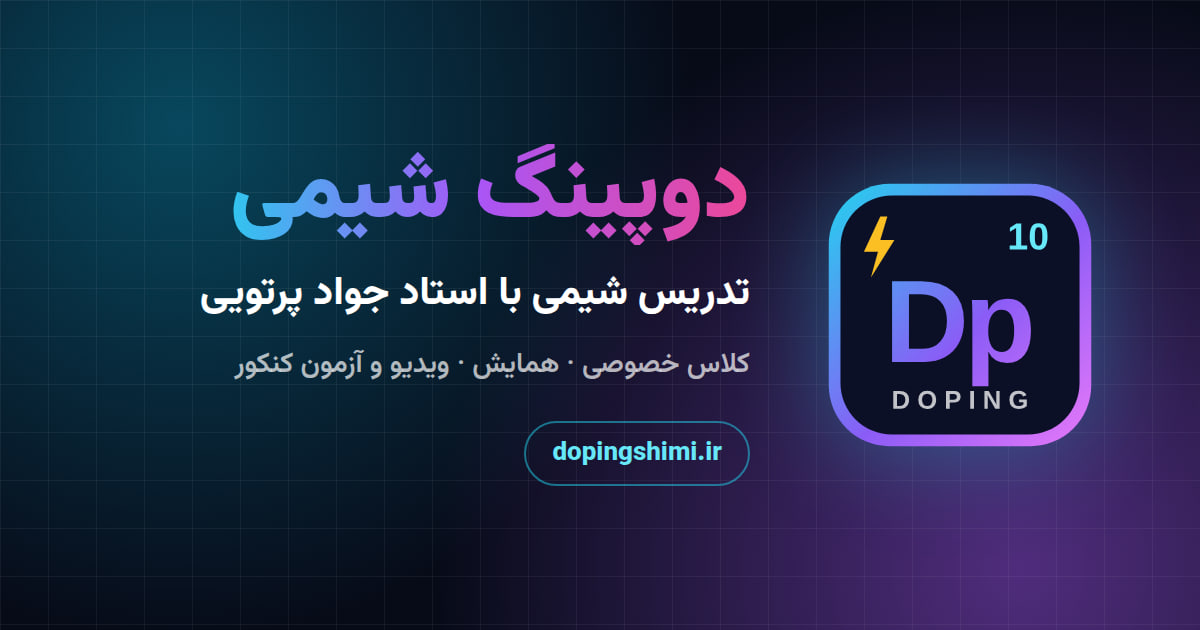 دوپینگ شیمی
تدریس شیمی با استاد جواد پرتویی
کلاس خصوصی · همایش · ویدیو و آزمون کنکور
dopingshimi.ir
10
Dp
DOPING